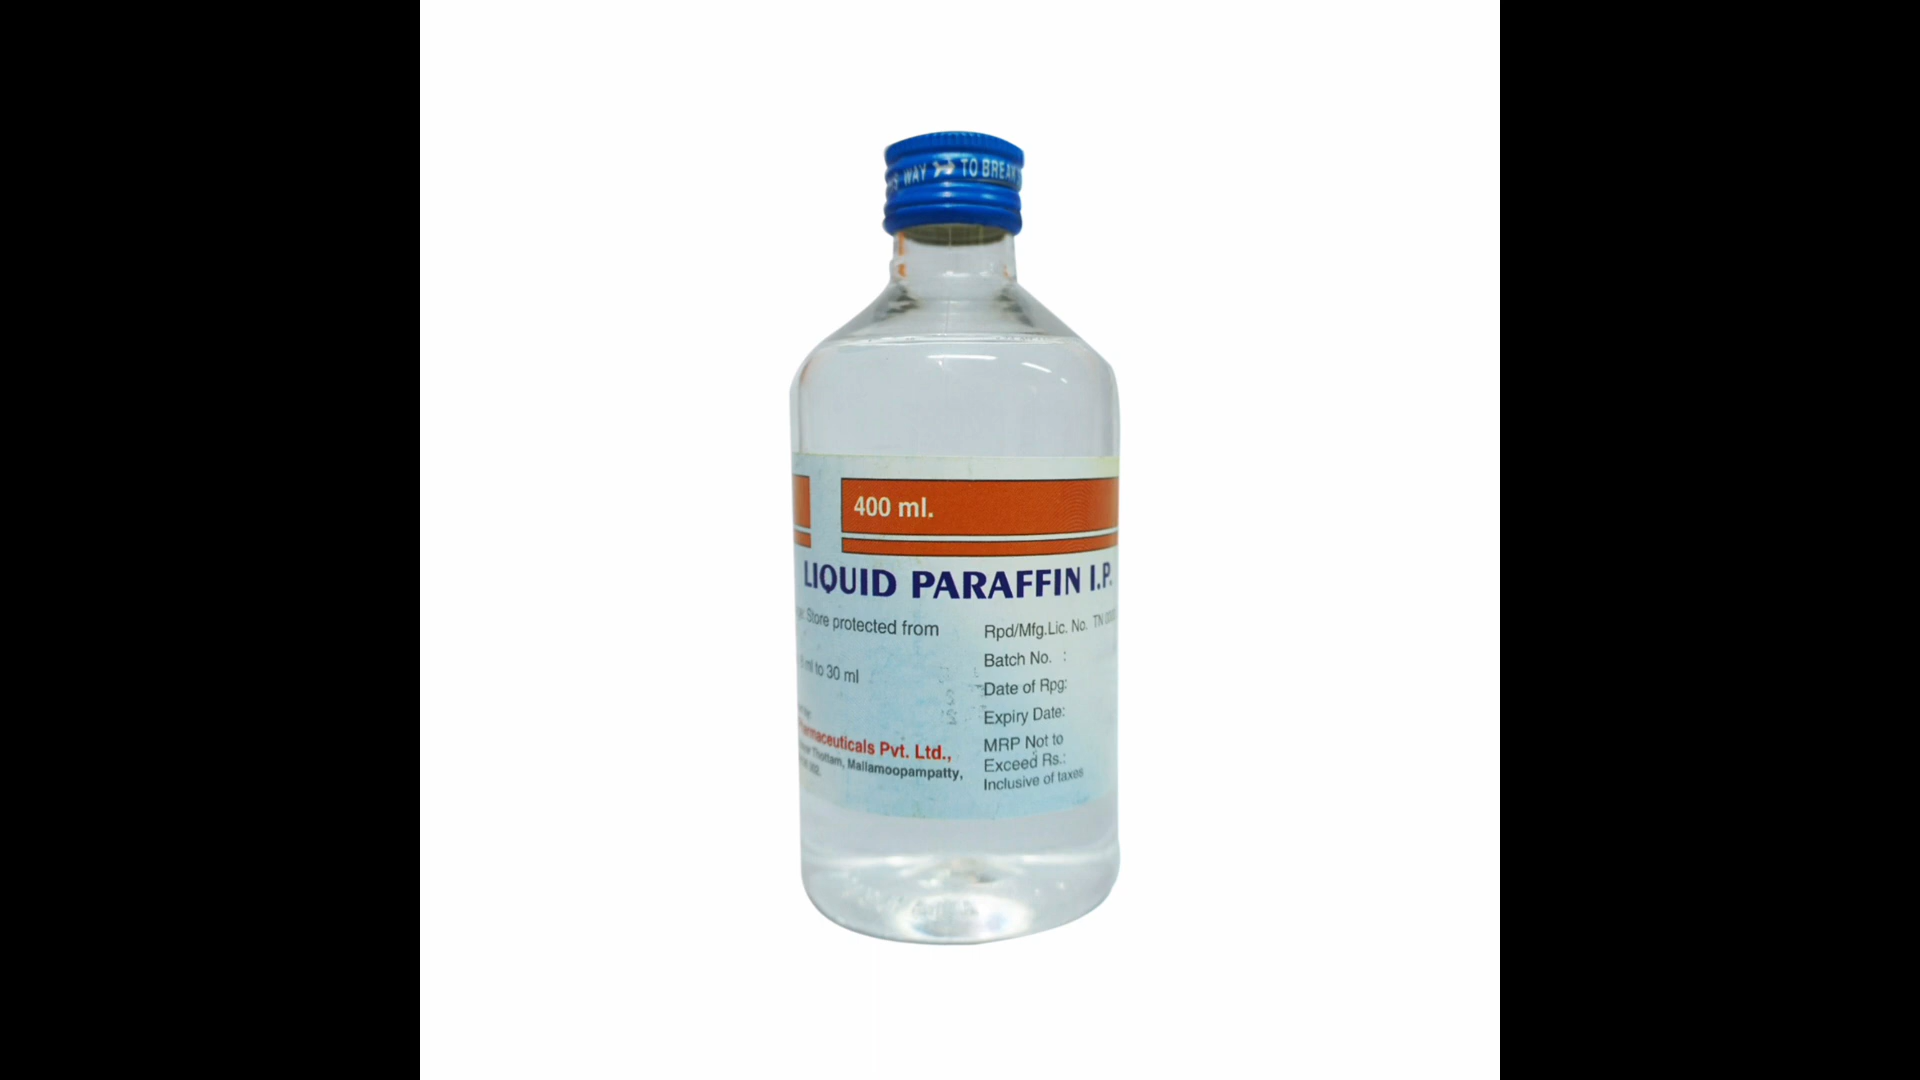 WAY TO BREAK
400 ml.
LIQUID PARAFFIN I.P.
Store protected from
ml to 30 ml
Pharmaceuticals Pvt. Ltd.,
Thottam, Mallamoopampatty,
Rpd/Mfg.Lic. No. TN
Batch No. :
Date of Rpg:
Expiry Date:
MRP Not to
Exceed Rs.:
Inclusive of taxes